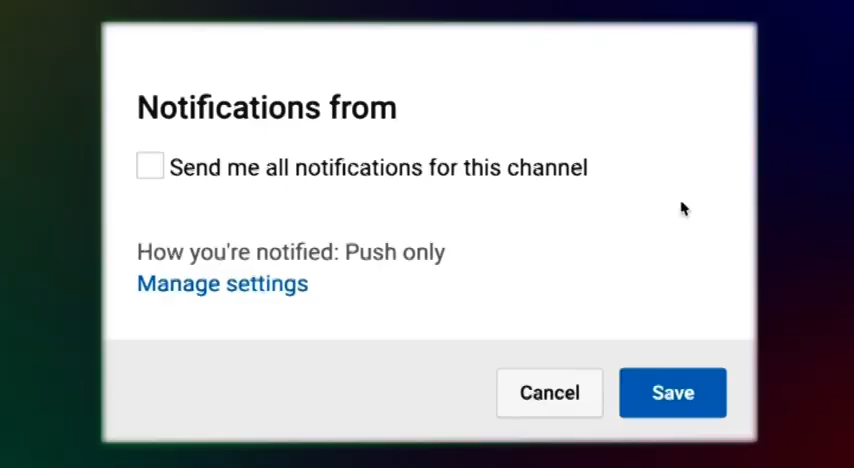 Notifications from
Send me all notifications for this channel
How you're notified: Push only
Manage settings
Cancel
Save